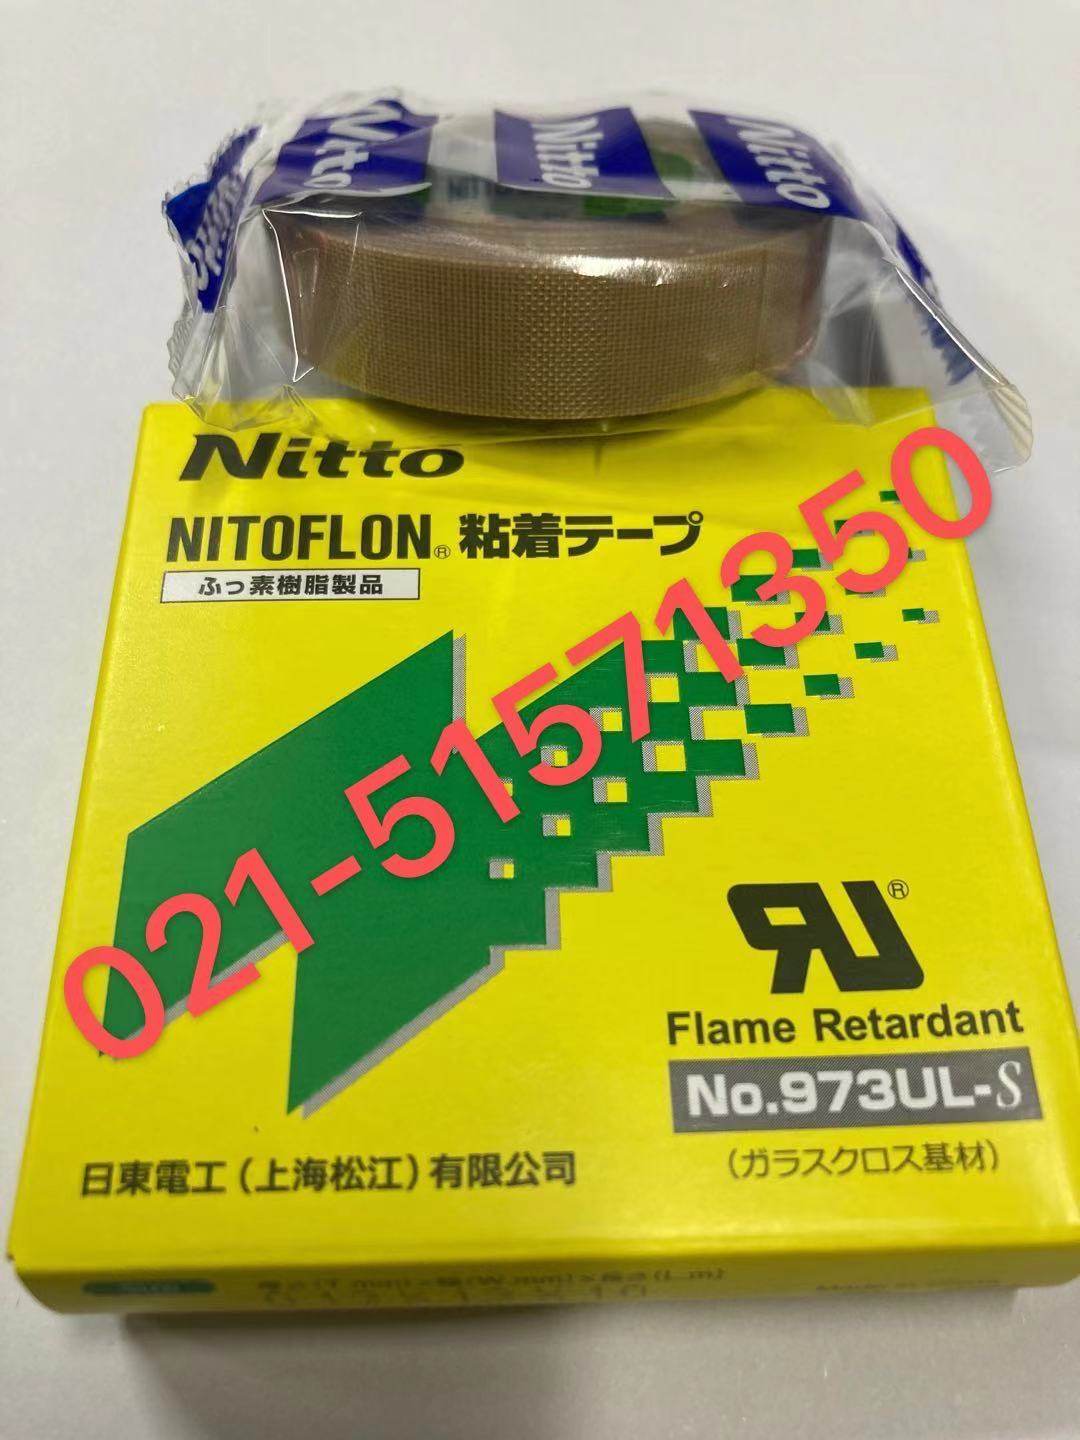 Nitto
Nitto
Nitto
Nitto
NITOFLON® 粘着テープ
ふっ素樹脂製品
021-51571350
RU®
Flame Retardant
No.973UL-S
(ガラスクロス基材)
日東電工(上海松江)有限公司